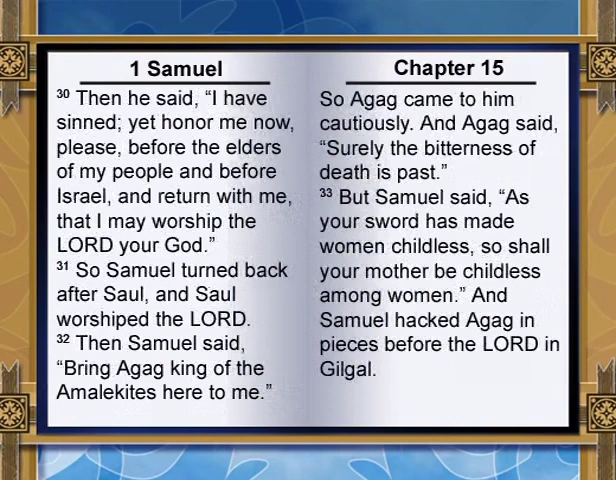 1 Samuel
30 Then he said, “I have
sinned; yet honor me now,
please, before the elders
of my people and before
Israel, and return with me,
that I may worship the
LORD your God.”
31 So Samuel turned back
after Saul, and Saul
worshiped the LORD.
32 Then Samuel said,
“Bring Agag king of the
Amalekites here to me.”
Chapter 15
So Agag came to him
cautiously. And Agag said,
“Surely the bitterness of
death is past.”
33 But Samuel said, “As
your sword has made
women childless, so shall
your mother be childless
among women.” And
Samuel hacked Agag in
pieces before the LORD in
Gilgal.